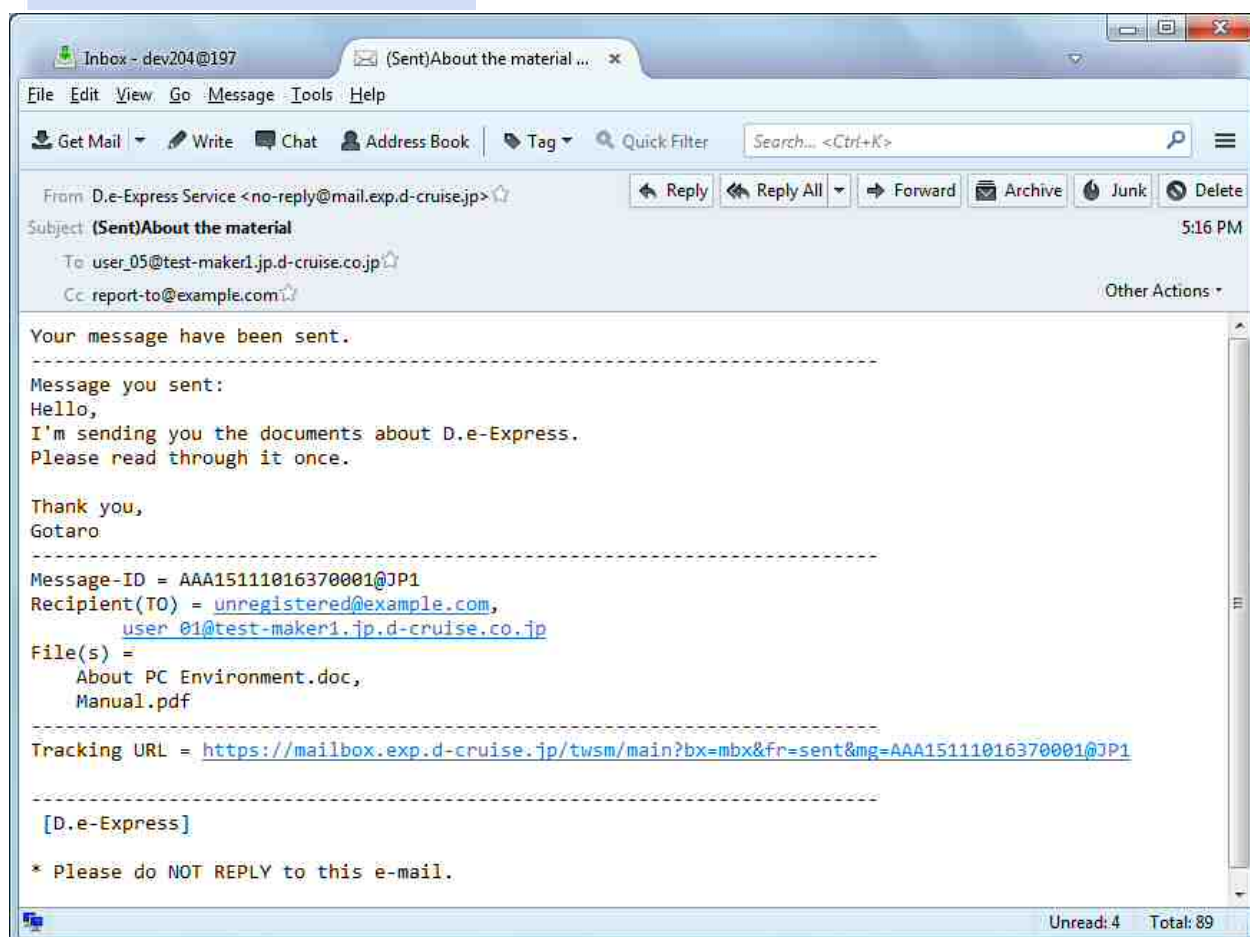 Inbox - dev204@197
(Sent)About the material ...
File Edit View Go Message Tools Help
Get Mail Write Chat Address Book Tag Quick Filter Search... <Ctrl+K>
From D.e-Express Service <no-reply@mail.exp.d-cruise.jp> Reply Reply All Forward Archive Junk Delete
Subject (Sent)About the material 5:16 PM
To user_05@test-maker1.jp.d-cruise.co.jp
Cc report-to@example.com Other Actions
Your message have been sent.
---------------------------------------------------------------------------
Message you sent:
Hello,
I'm sending you the documents about D.e-Express.
Please read through it once.
Thank you,
Gotaro
---------------------------------------------------------------------------
Message-ID = AAA15111016370001@JP1
Recipient(TO) = unregistered@example.com,
user_01@test-maker1.jp.d-cruise.co.jp
File(s) =
About PC Environment.doc,
Manual.pdf
---------------------------------------------------------------------------
Tracking URL = https://mailbox.exp.d-cruise.jp/twsm/main?bx=mbx&fr=sent&mg=AAA15111016370001@JP1
---------------------------------------------------------------------------
[D.e-Express]
* Please do NOT REPLY to this e-mail.
Unread: 4 Total: 89